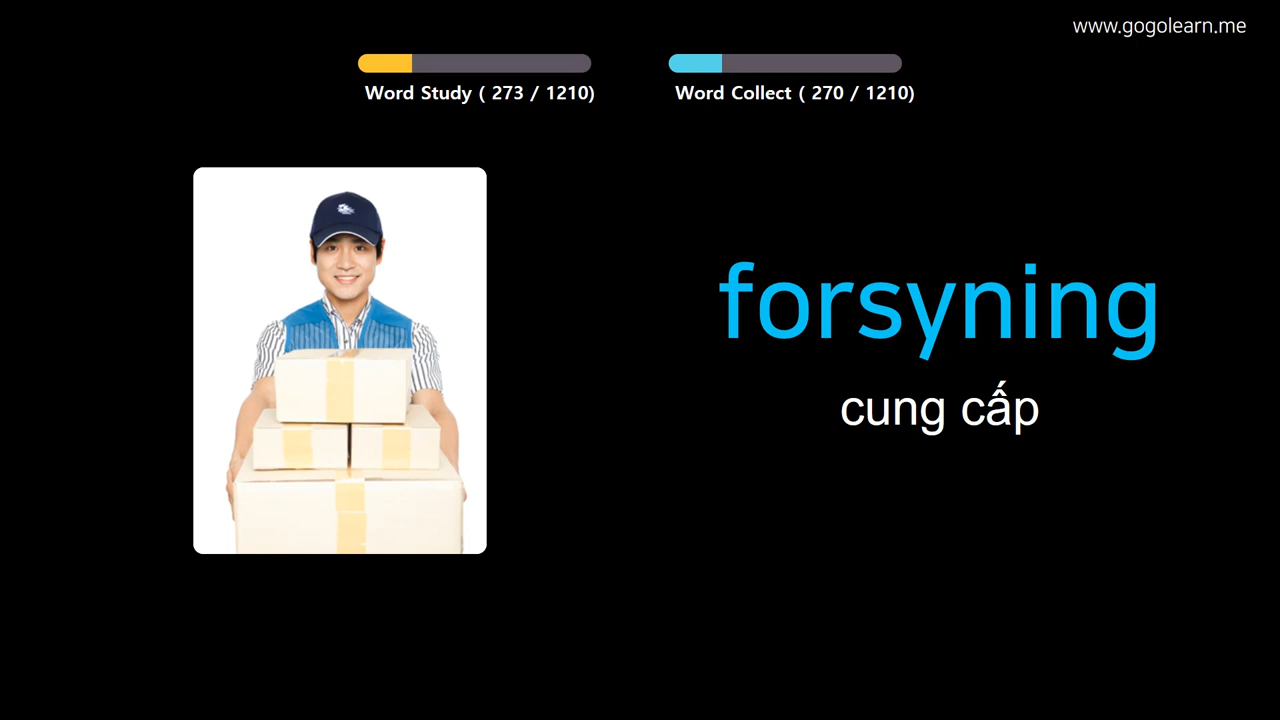 www.gogolearn.me
Word Study ( 273 / 1210)
Word Collect ( 270 / 1210)
forsyning
cung cấp